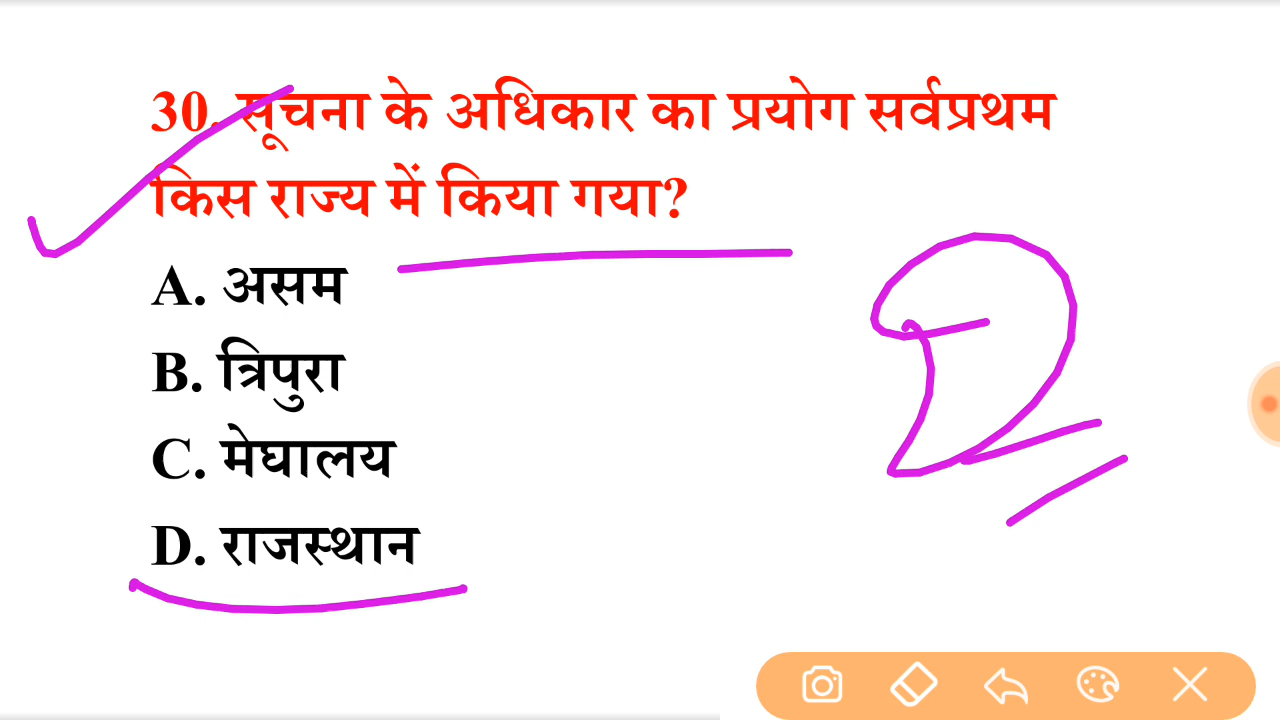 30. सूचना के अधिकार का प्रयोग सर्वप्रथम
किस राज्य में किया गया?
A. असम
B. त्रिपुरा
C. मेघालय
D. राजस्थान
D